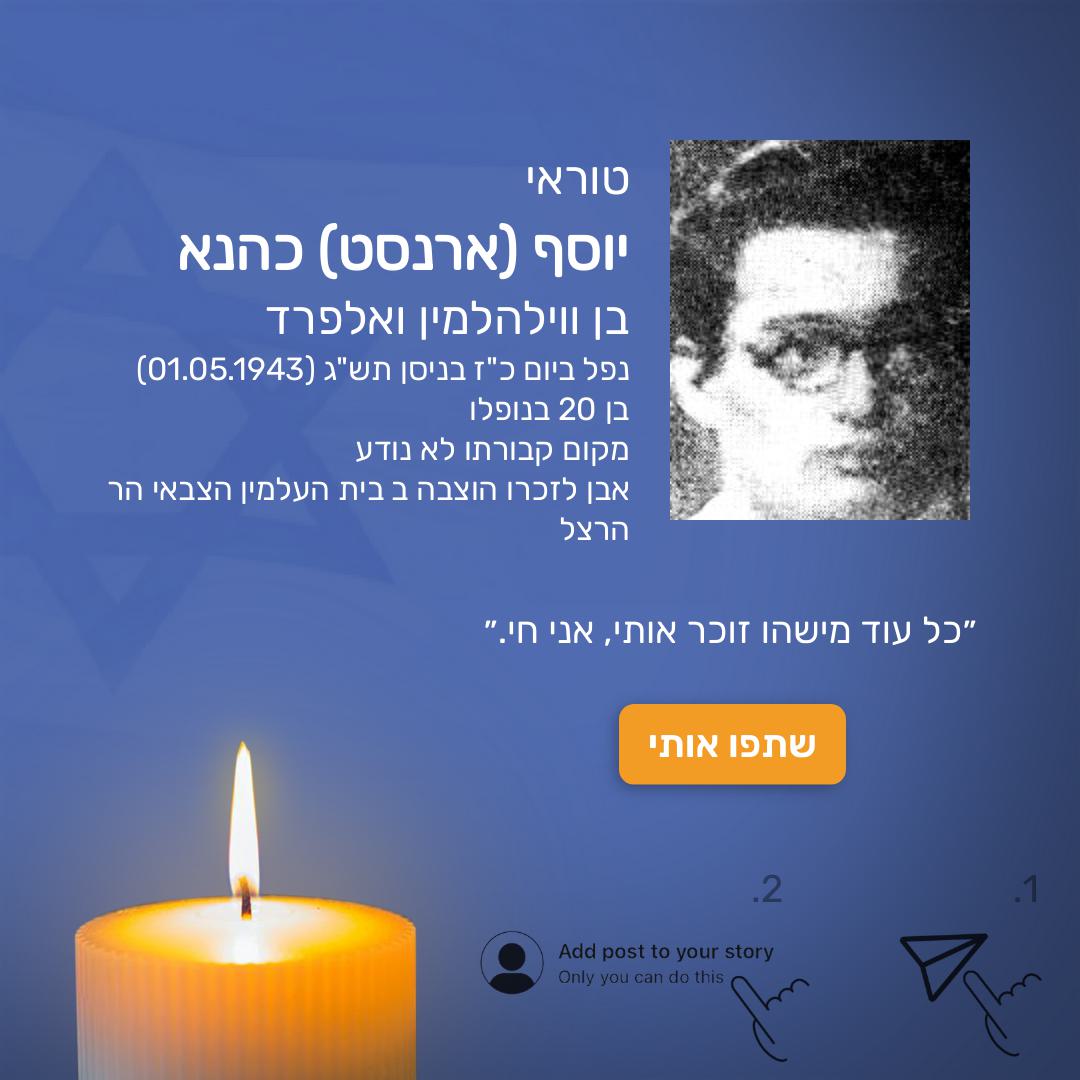 טוראי
יוסף (ארנסט) כהנא
בן ווילהלמין ואלפרד
נפל ביום כ"ז בניסן תש"ג (01.05.1943)
בן 20 בנופלו
מקום קבורתו לא נודע
אבן לזכרו הוצבה ב בית העלמין הצבאי הר
הרצל
״כל עוד מישהו זוכר אותי, אני חי.״
שתפו אותי
1.
2.
Add post to your story
Only you can do this